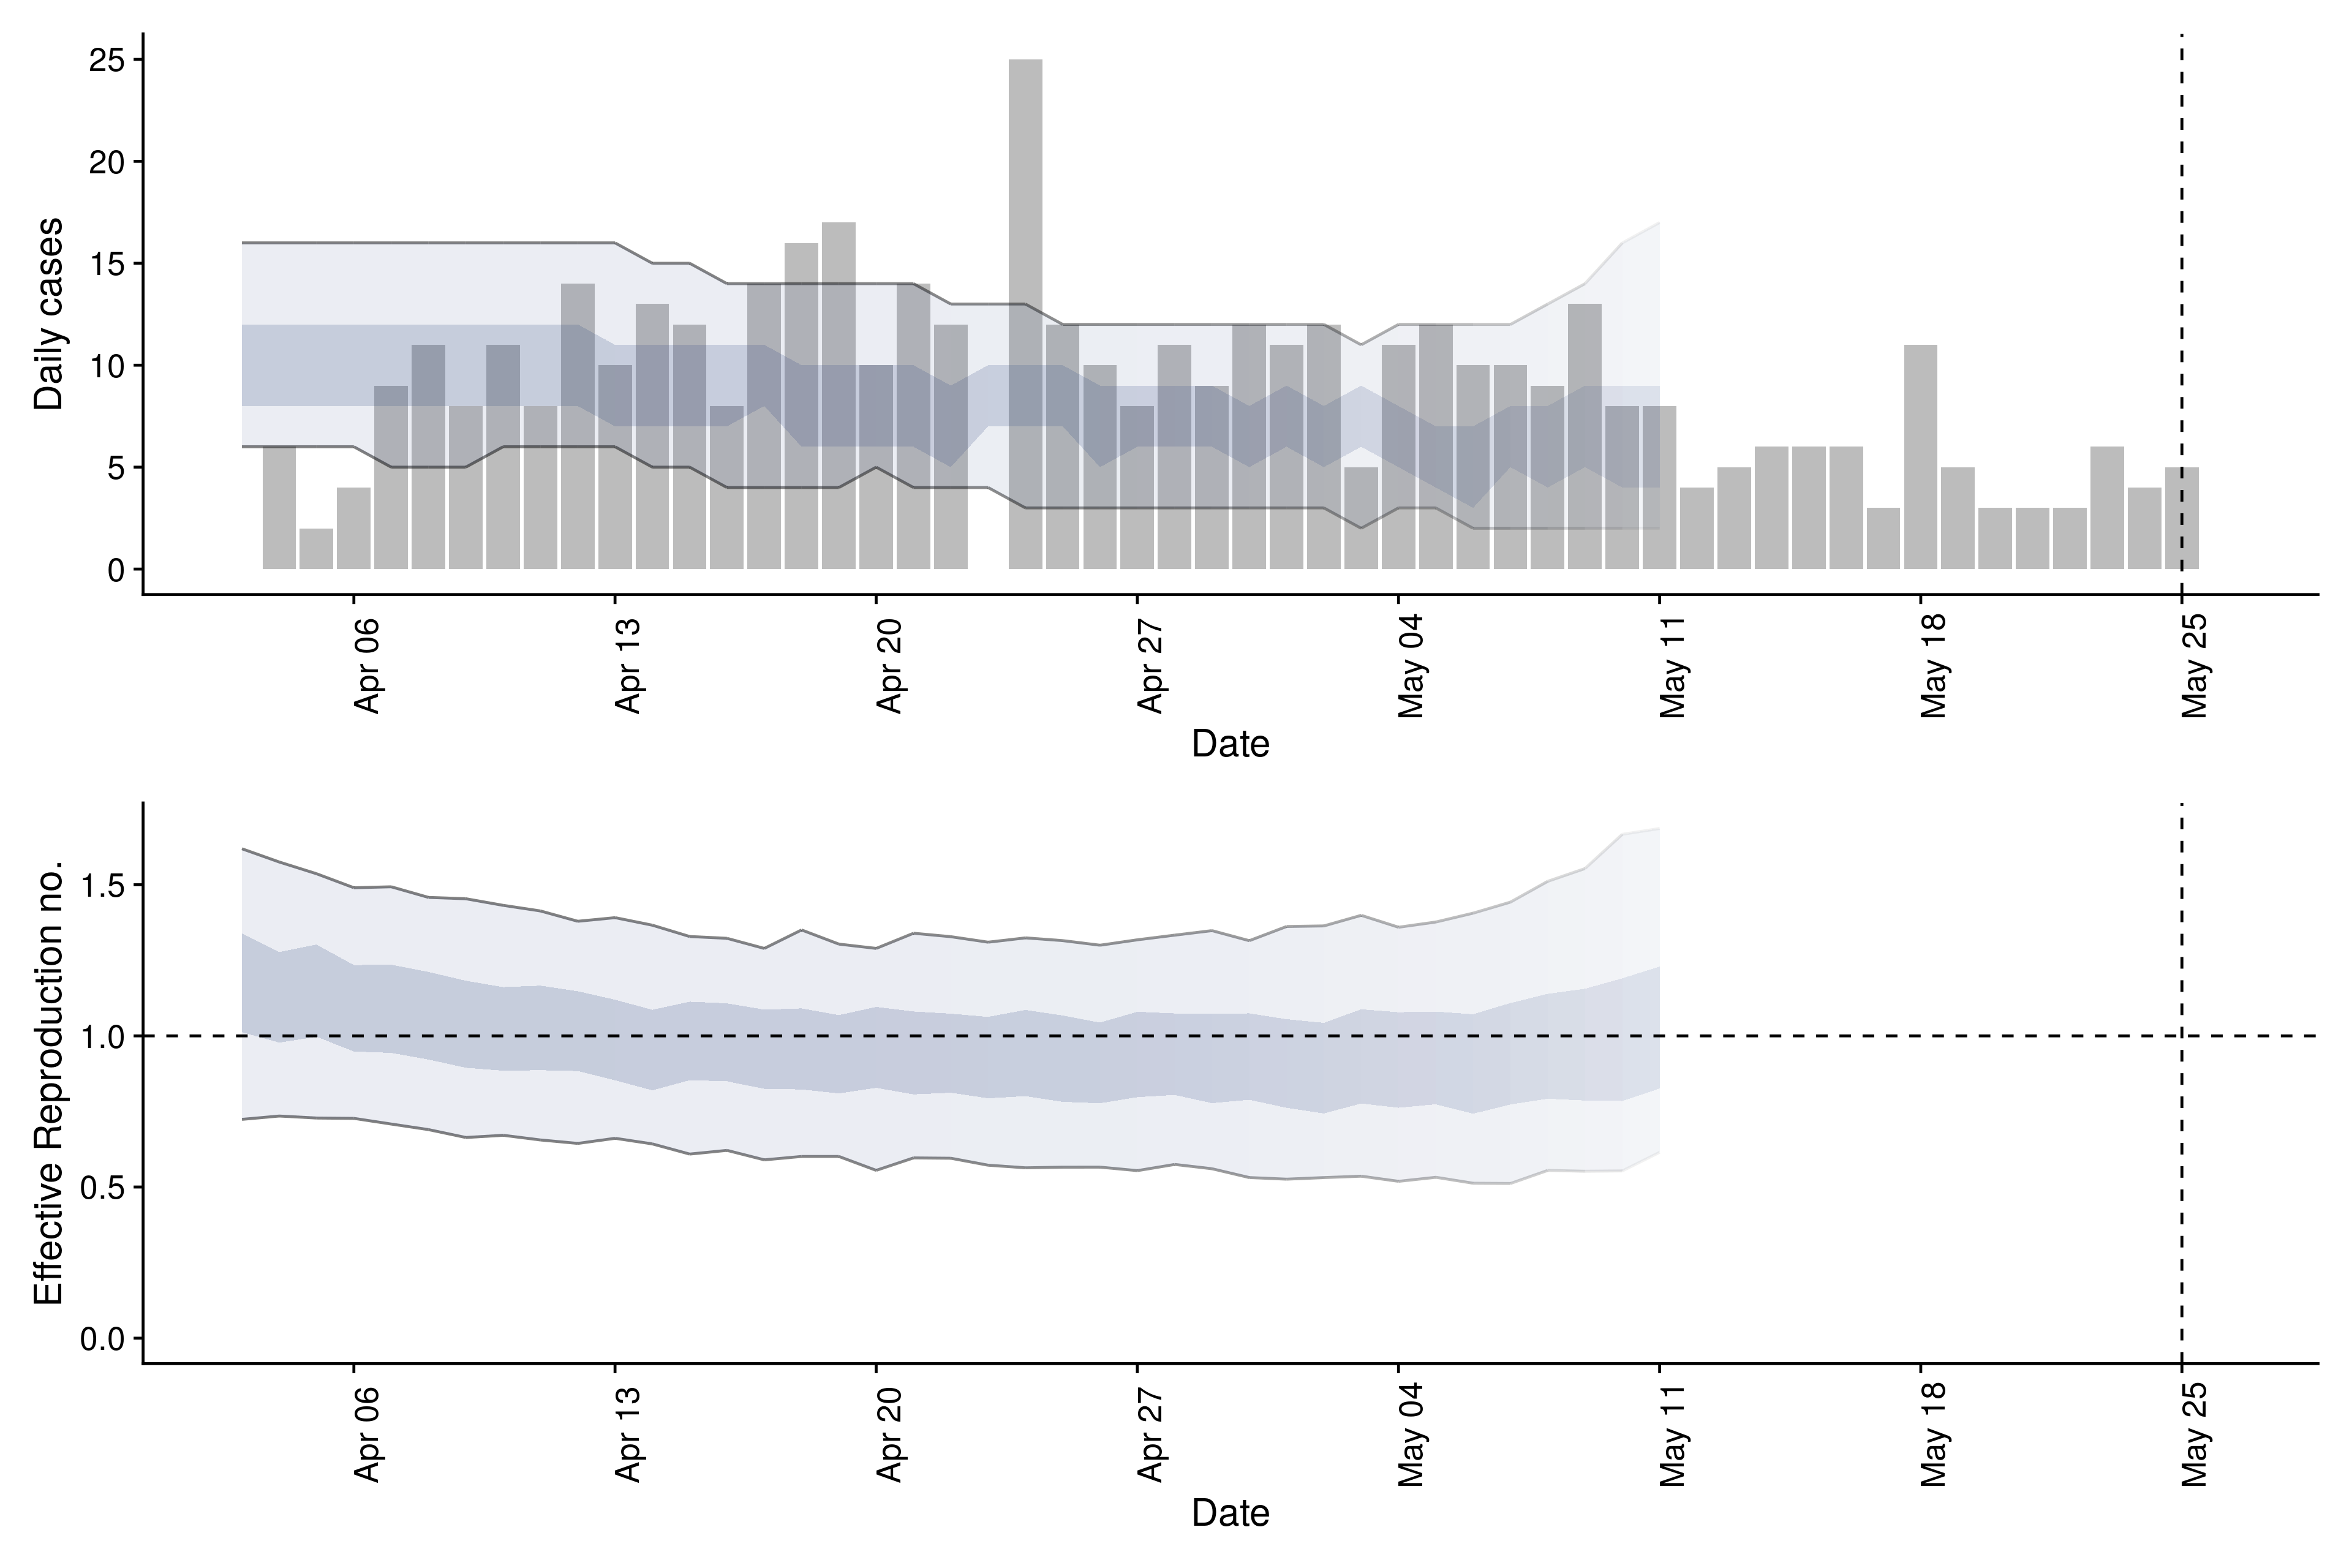 Daily cases
25
20
15
10
5
0
Apr 06
Apr 13
Apr 20
Apr 27
May 04
May 11
May 18
May 25
Date
Effective Reproduction no.
1.5
1.0
0.5
0.0
Apr 06
Apr 13
Apr 20
Apr 27
May 04
May 11
May 18
May 25
Date